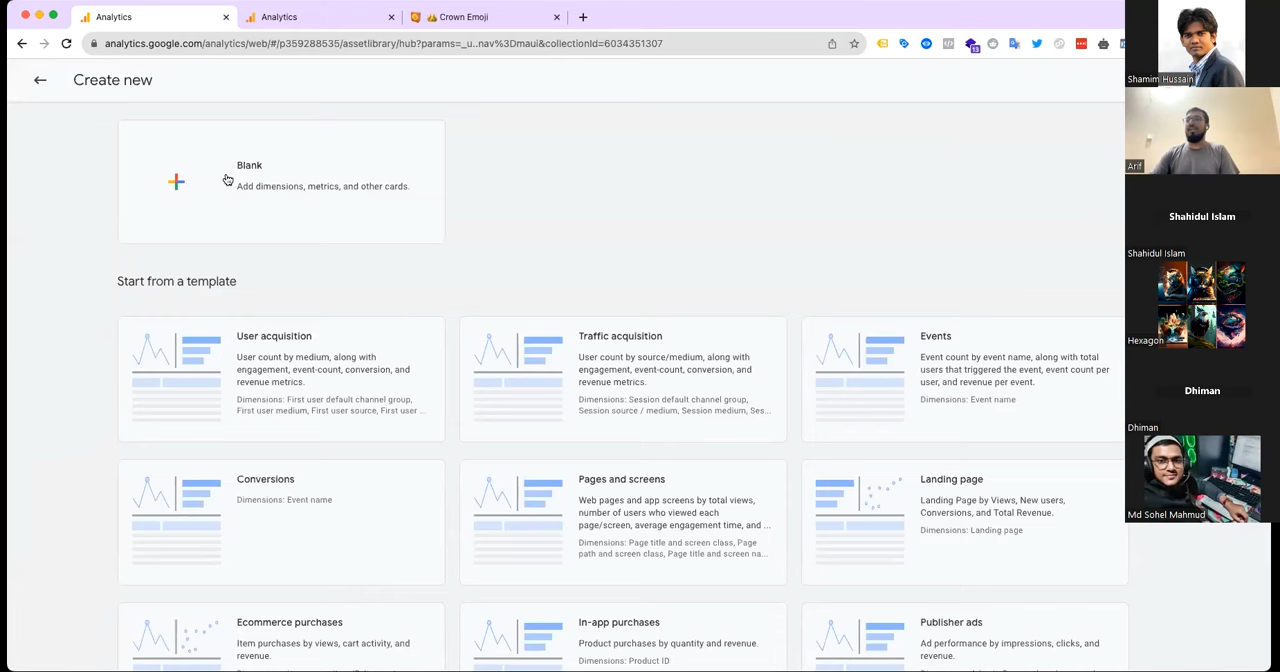 Analytics
Analytics
Crown Emoji
analytics.google.com/analytics/web/#/p359288535/assetlibrary/hub?params=_u..nav%3Dmaui&collectionId=6034351307
13
Create new
Blank
Add dimensions, metrics, and other cards.
Start from a template
User acquisition
User count by medium, along with
engagement, event-count, conversion, and
revenue metrics.
Dimensions: First user default channel group,
First user medium, First user source, First user ...
Traffic acquisition
User count by source/medium, along with
engagement, event-count, conversion, and
revenue metrics.
Dimensions: Session default channel group,
Session source / medium, Session medium, Ses...
Events
Event count by event name, along with total
users that triggered the event, event count per
user, and revenue per event.
Dimensions: Event name
Conversions
Dimensions: Event name
Pages and screens
Web pages and app screens by total views,
number of users who viewed each
page/screen, average engagement time, and ...
Dimensions: Page title and screen class, Page
path and screen class, Page title and screen na...
Landing page
Landing Page by Views, New users,
Conversions, and Total Revenue.
Dimensions: Landing page
Ecommerce purchases
Item purchases by views, cart activity, and
revenue.
In-app purchases
Product purchases by quantity and revenue.
Dimensions: Product ID
Publisher ads
Ad performance by impressions, clicks, and
revenue.
Shamim Hussain
Arif
Shahidul Islam
Shahidul Islam
Hexagon
Dhiman
Dhiman
Md Sohel Mahmud